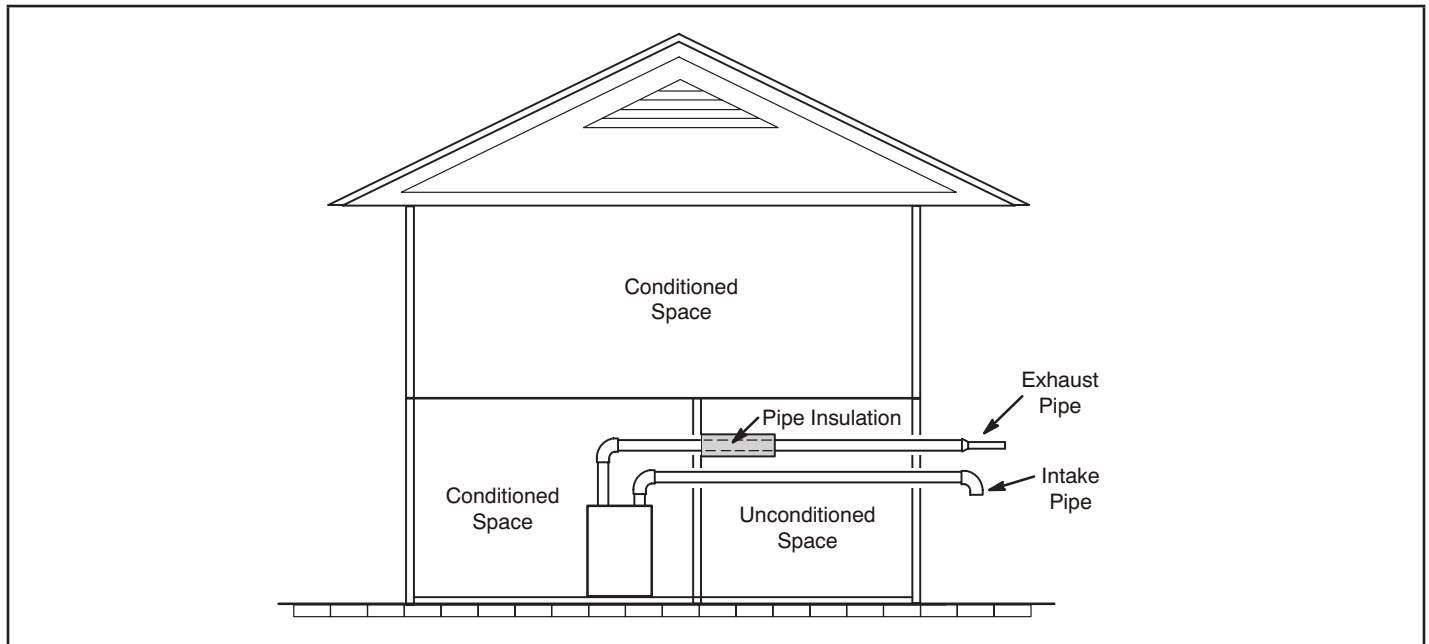 Conditioned
Space
Exhaust
Pipe
Pipe Insulation
Intake
Pipe
Conditioned
Space
Unconditioned
Space